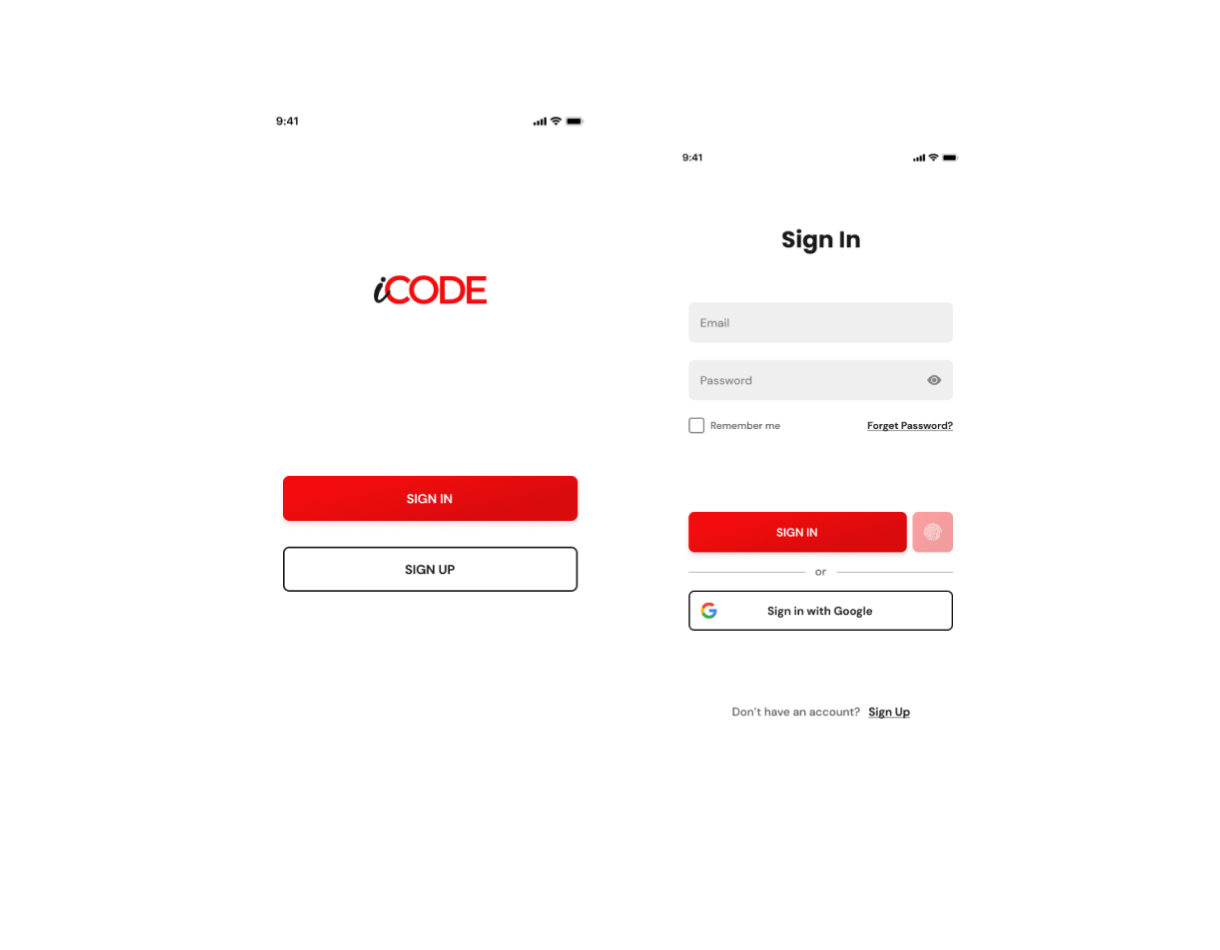 9:41
iCODE
SIGN IN
SIGN UP
9:41
Sign In
Email
Password
Remember me Forget Password?
SIGN IN
or
Sign in with Google
Don't have an account? Sign Up